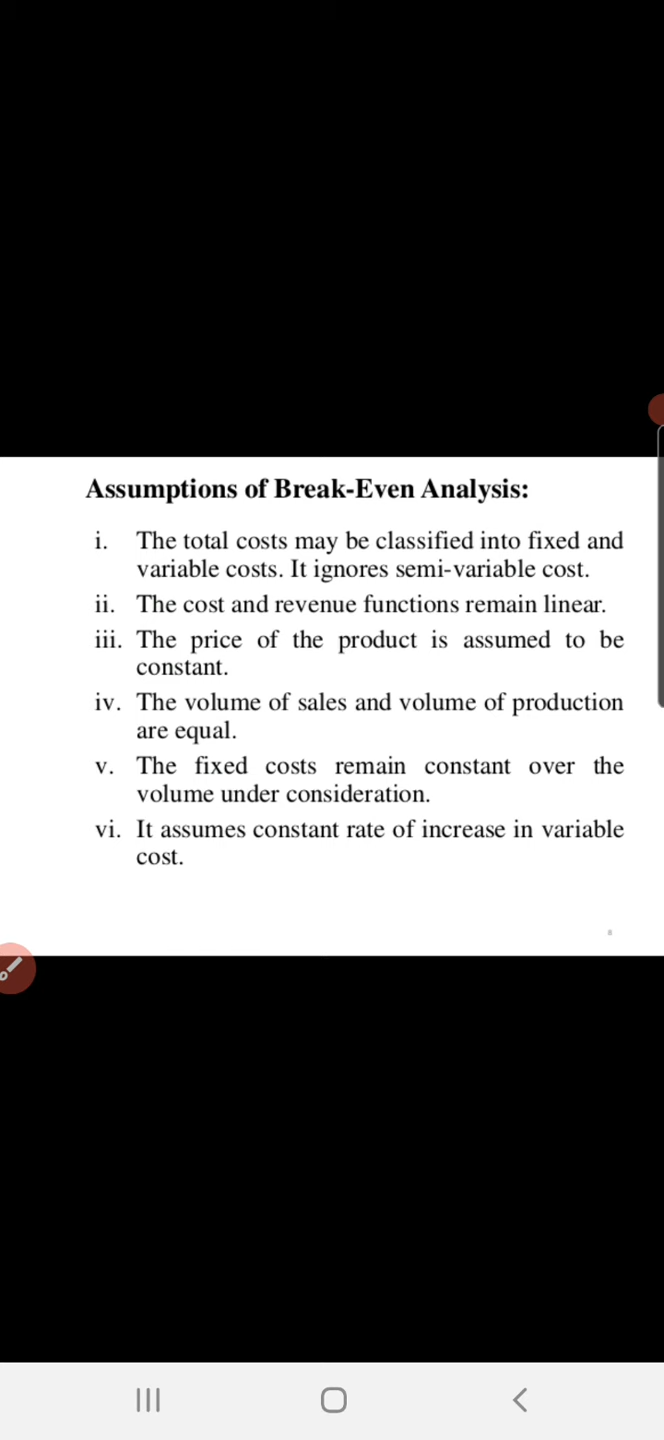 Assumptions of Break-Even Analysis:
i. The total costs may be classified into fixed and
variable costs. It ignores semi-variable cost.
ii. The cost and revenue functions remain linear.
iii. The price of the product is assumed to be
constant.
iv. The volume of sales and volume of production
are equal.
v. The fixed costs remain constant over the
volume under consideration.
vi. It assumes constant rate of increase in variable
cost.